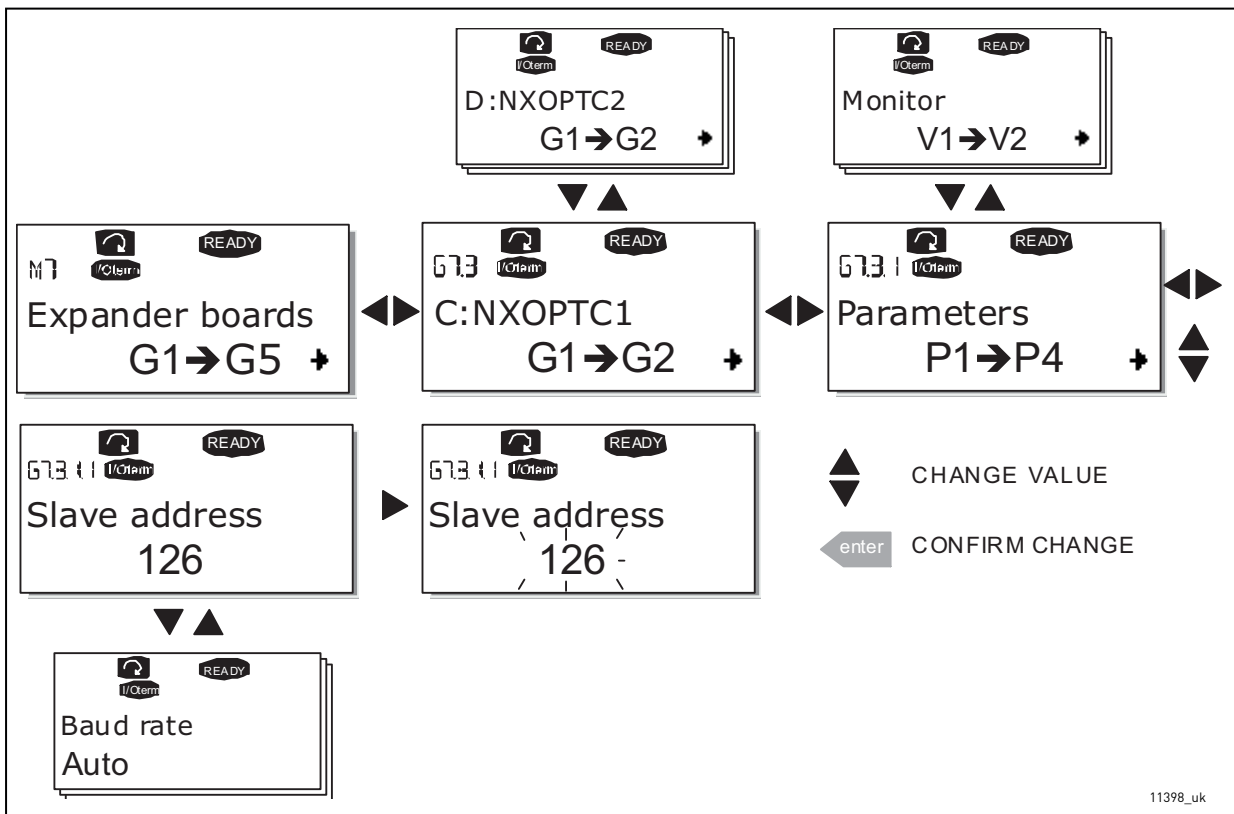 I/Oterm
READY
D:NXOPTC2
G1➔G2 ➔
I/Oterm
READY
Monitor
V1➔V2 ➔
READY
M7 I/Oterm
Expander boards
G1➔G5 ➔
READY
G7.3 I/Oterm
C:NXOPTC1
G1➔G2 ➔
READY
G7.3.1 I/Oterm
Parameters
P1➔P4 ➔
READY
G7.3.1.1 I/Oterm
Slave address
126
READY
G7.3.1.1 I/Oterm
Slave address
126
CHANGE VALUE
enter CONFIRM CHANGE
I/Oterm
READY
Baud rate
Auto
11398_uk